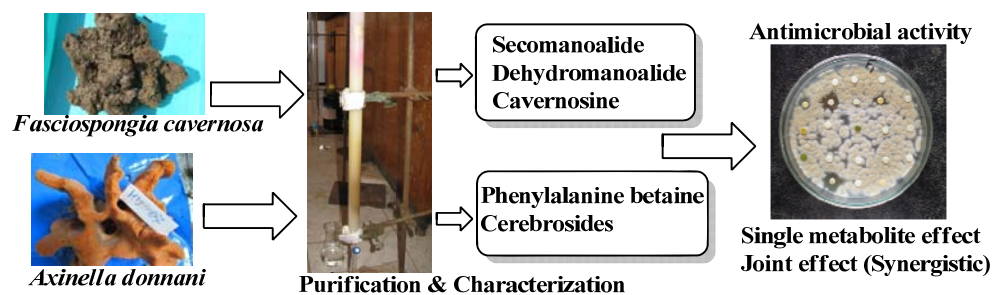 Fasciospongia cavernosa
Axinella donnani
Purification & Characterization
Secomanoalide
Dehydromanoalide
Cavernosine
Phenylalanine betaine
Cerebrosides
Antimicrobial activity
Single metabolite effect
Joint effect (Synergistic)